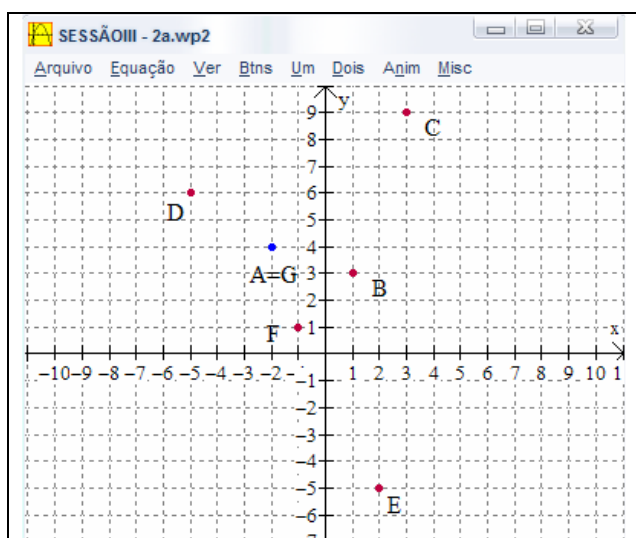 SESSÃOIII - 2a.wp2
Arquivo Equação Ver Btns Um Dois Anim Misc
y
9
C
8
7
D
6
5
4
A=G
3
B
2
F
1
x
−10 −9 −8 −7 −6 −5 −4 −3 −2 1 2 3 4 5 6 7 8 9 10
−1
−2
−3
−4
−5
E
−6